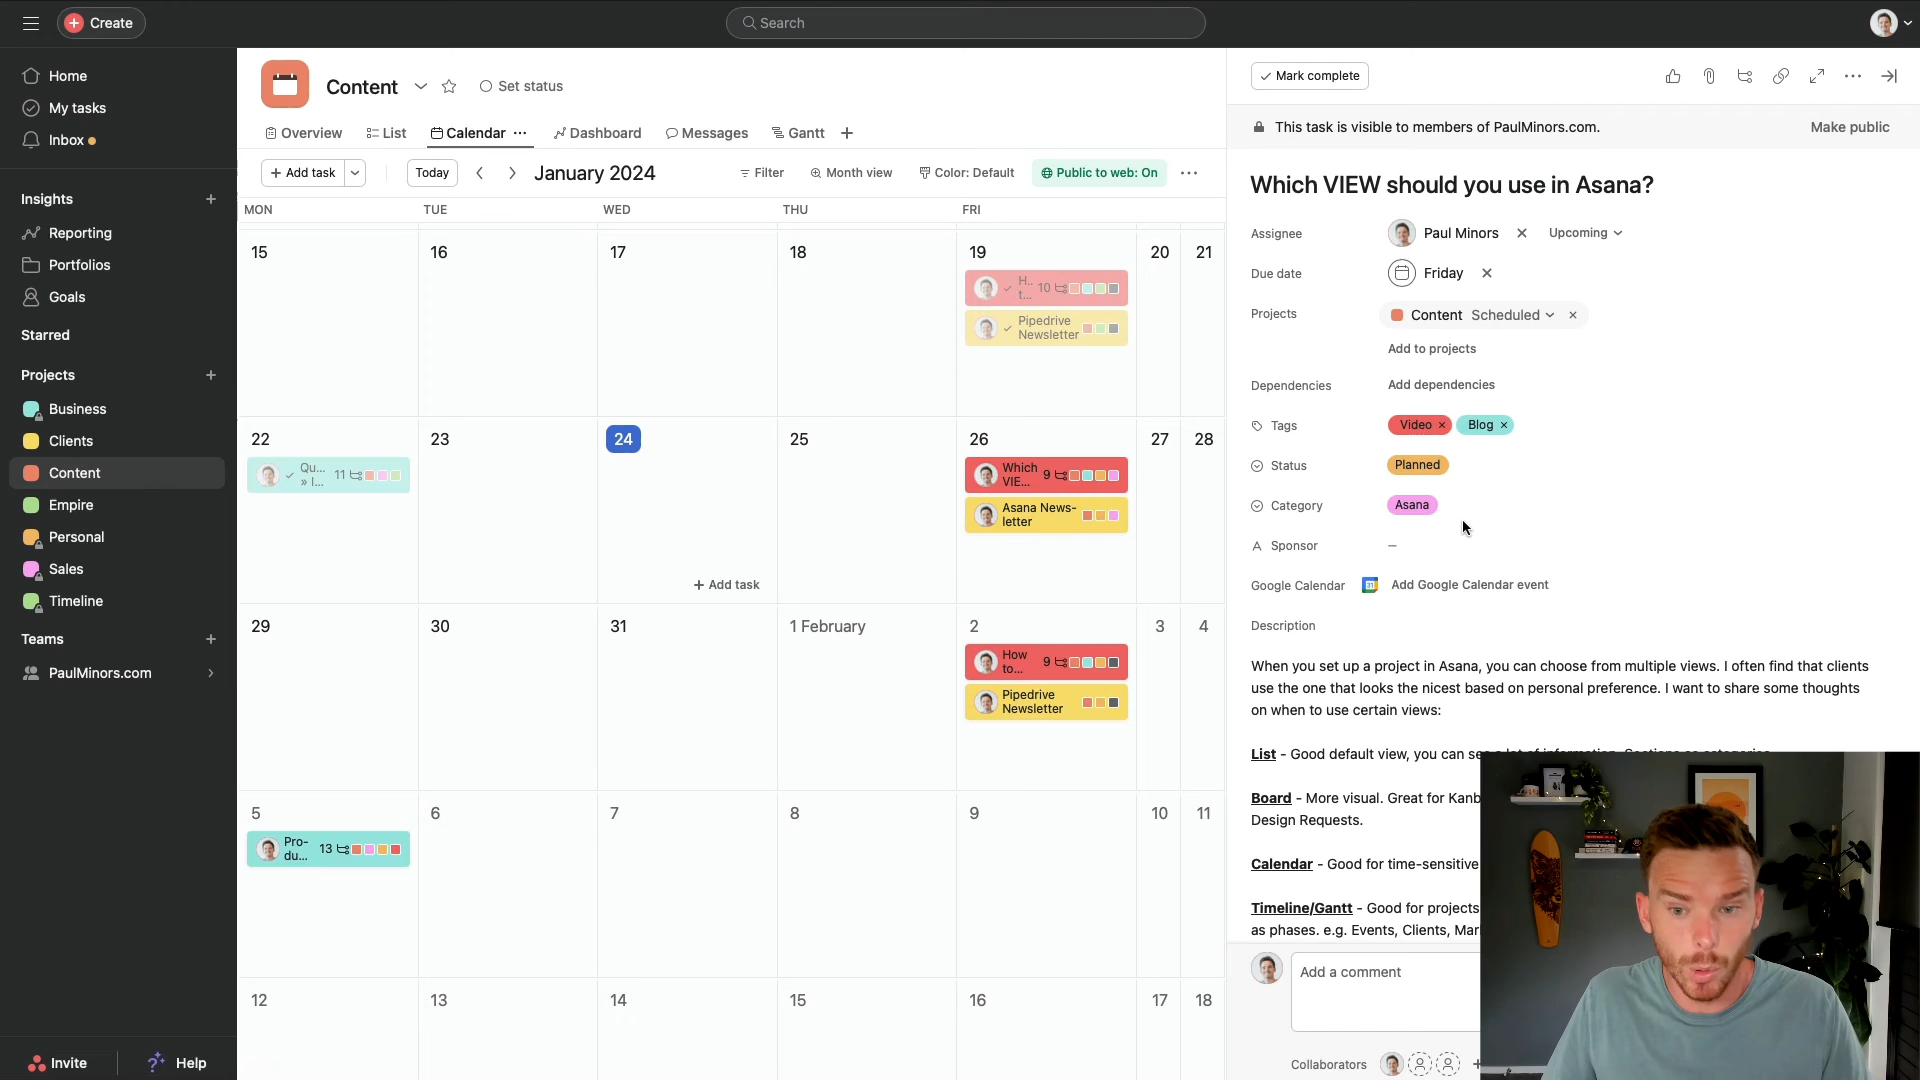 Create
Search
Home
My tasks
Inbox
Insights
Reporting
Portfolios
Goals
Starred
Projects
Business
Clients
Content
Empire
Personal
Sales
Timeline
Teams
PaulMinors.com
Invite
Help
Content
Set status
Overview
List
Calendar
Dashboard
Messages
Gantt
Add task
Today
January 2024
Filter
Month view
Color: Default
Public to web: On
MON TUE WED THU FRI
15 16 17 18 19 20 21
H..
t...
10
Pipedrive
Newsletter
22 23 24 25 26 27 28
Qu...
» I...
11
Which
VIE...
9
Asana News-
letter
Add task
29 30 31 1 February 2 3 4
How
to...
9
Pipedrive
Newsletter
5 6 7 8 9 10 11
Pro-
du...
13
12 13 14 15 16 17 18
Mark complete
This task is visible to members of PaulMinors.com.
Make public
Which VIEW should you use in Asana?
Assignee
Paul Minors
Upcoming
Due date
Friday
Projects
Content Scheduled
Add to projects
Dependencies
Add dependencies
Tags
Video
Blog
Status
Planned
Category
Asana
Sponsor
—
Google Calendar
Add Google Calendar event
Description
When you set up a project in Asana, you can choose from multiple views. I often find that clients
use the one that looks the nicest based on personal preference. I want to share some thoughts
on when to use certain views:
List - Good default view, you can see a lot of information. Sections as categories
Board - More visual. Great for Kanb
Design Requests.
Calendar - Good for time-sensitive
Timeline/Gantt - Good for projects
as phases. e.g. Events, Clients, Mar
Add a comment
Collaborators